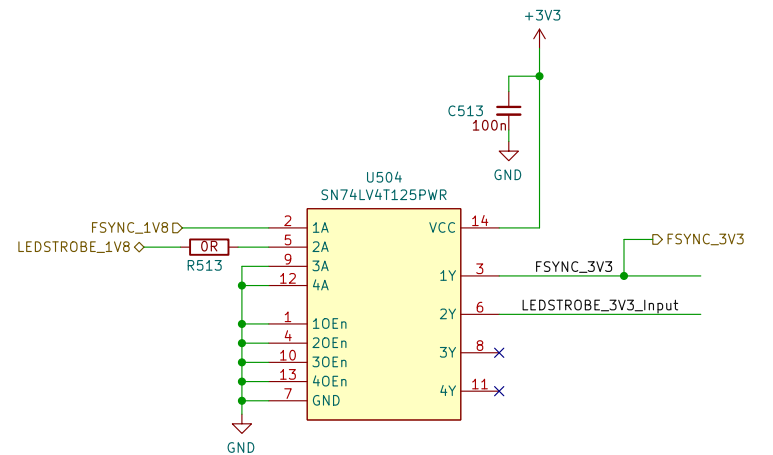 +3V3
C513
100n
GND
U504
SN74LV4T125PWR
FSYNC_1V8 2 1A VCC 14
LEDSTROBE_1V8 0R 5 2A
R513
9 3A
12 4A
FSYNC_3V3
1Y 3 FSYNC_3V3
1 1OEn
2Y 6 LEDSTROBE_3V3_Input
4 2OEn
10 3OEn
3Y 8
13 4OEn
4Y 11
7 GND
GND